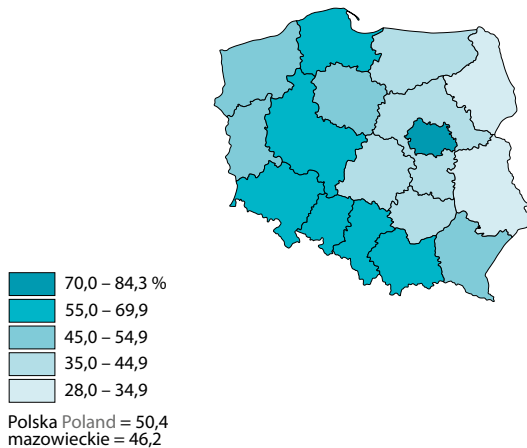 70,0 – 84,3 %
55,0 – 69,9
45,0 – 54,9
35,0 – 44,9
28,0 – 34,9
Polska Poland = 50,4
mazowieckie = 46,2